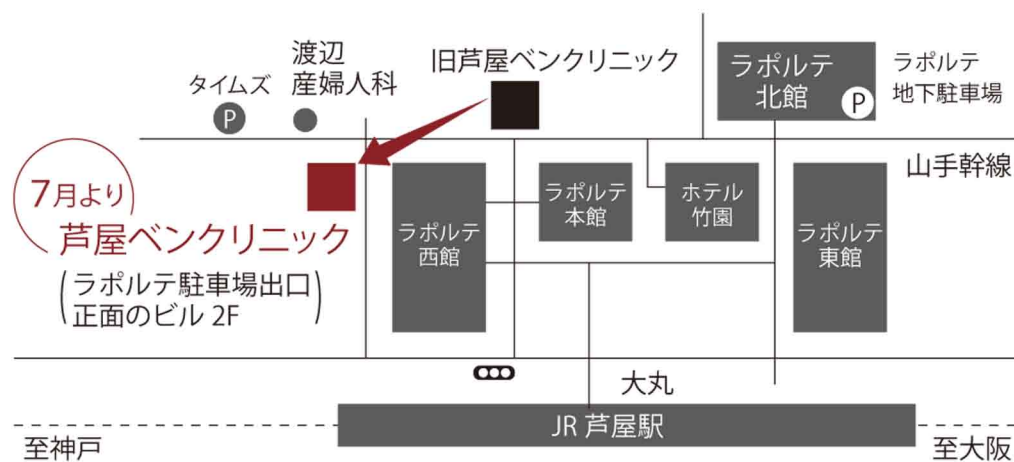 渡辺
産婦人科
タイムズ
P
旧芦屋ベンクリニック
ラポルテ
北館
P
ラポルテ
地下駐車場
山手幹線
7月より
芦屋ベンクリニック
(ラポルテ駐車場出口
正面のビル 2F)
ラポルテ
西館
ラポルテ
本館
ホテル
竹園
ラポルテ
東館
大丸
JR 芦屋駅
至神戸
至大阪